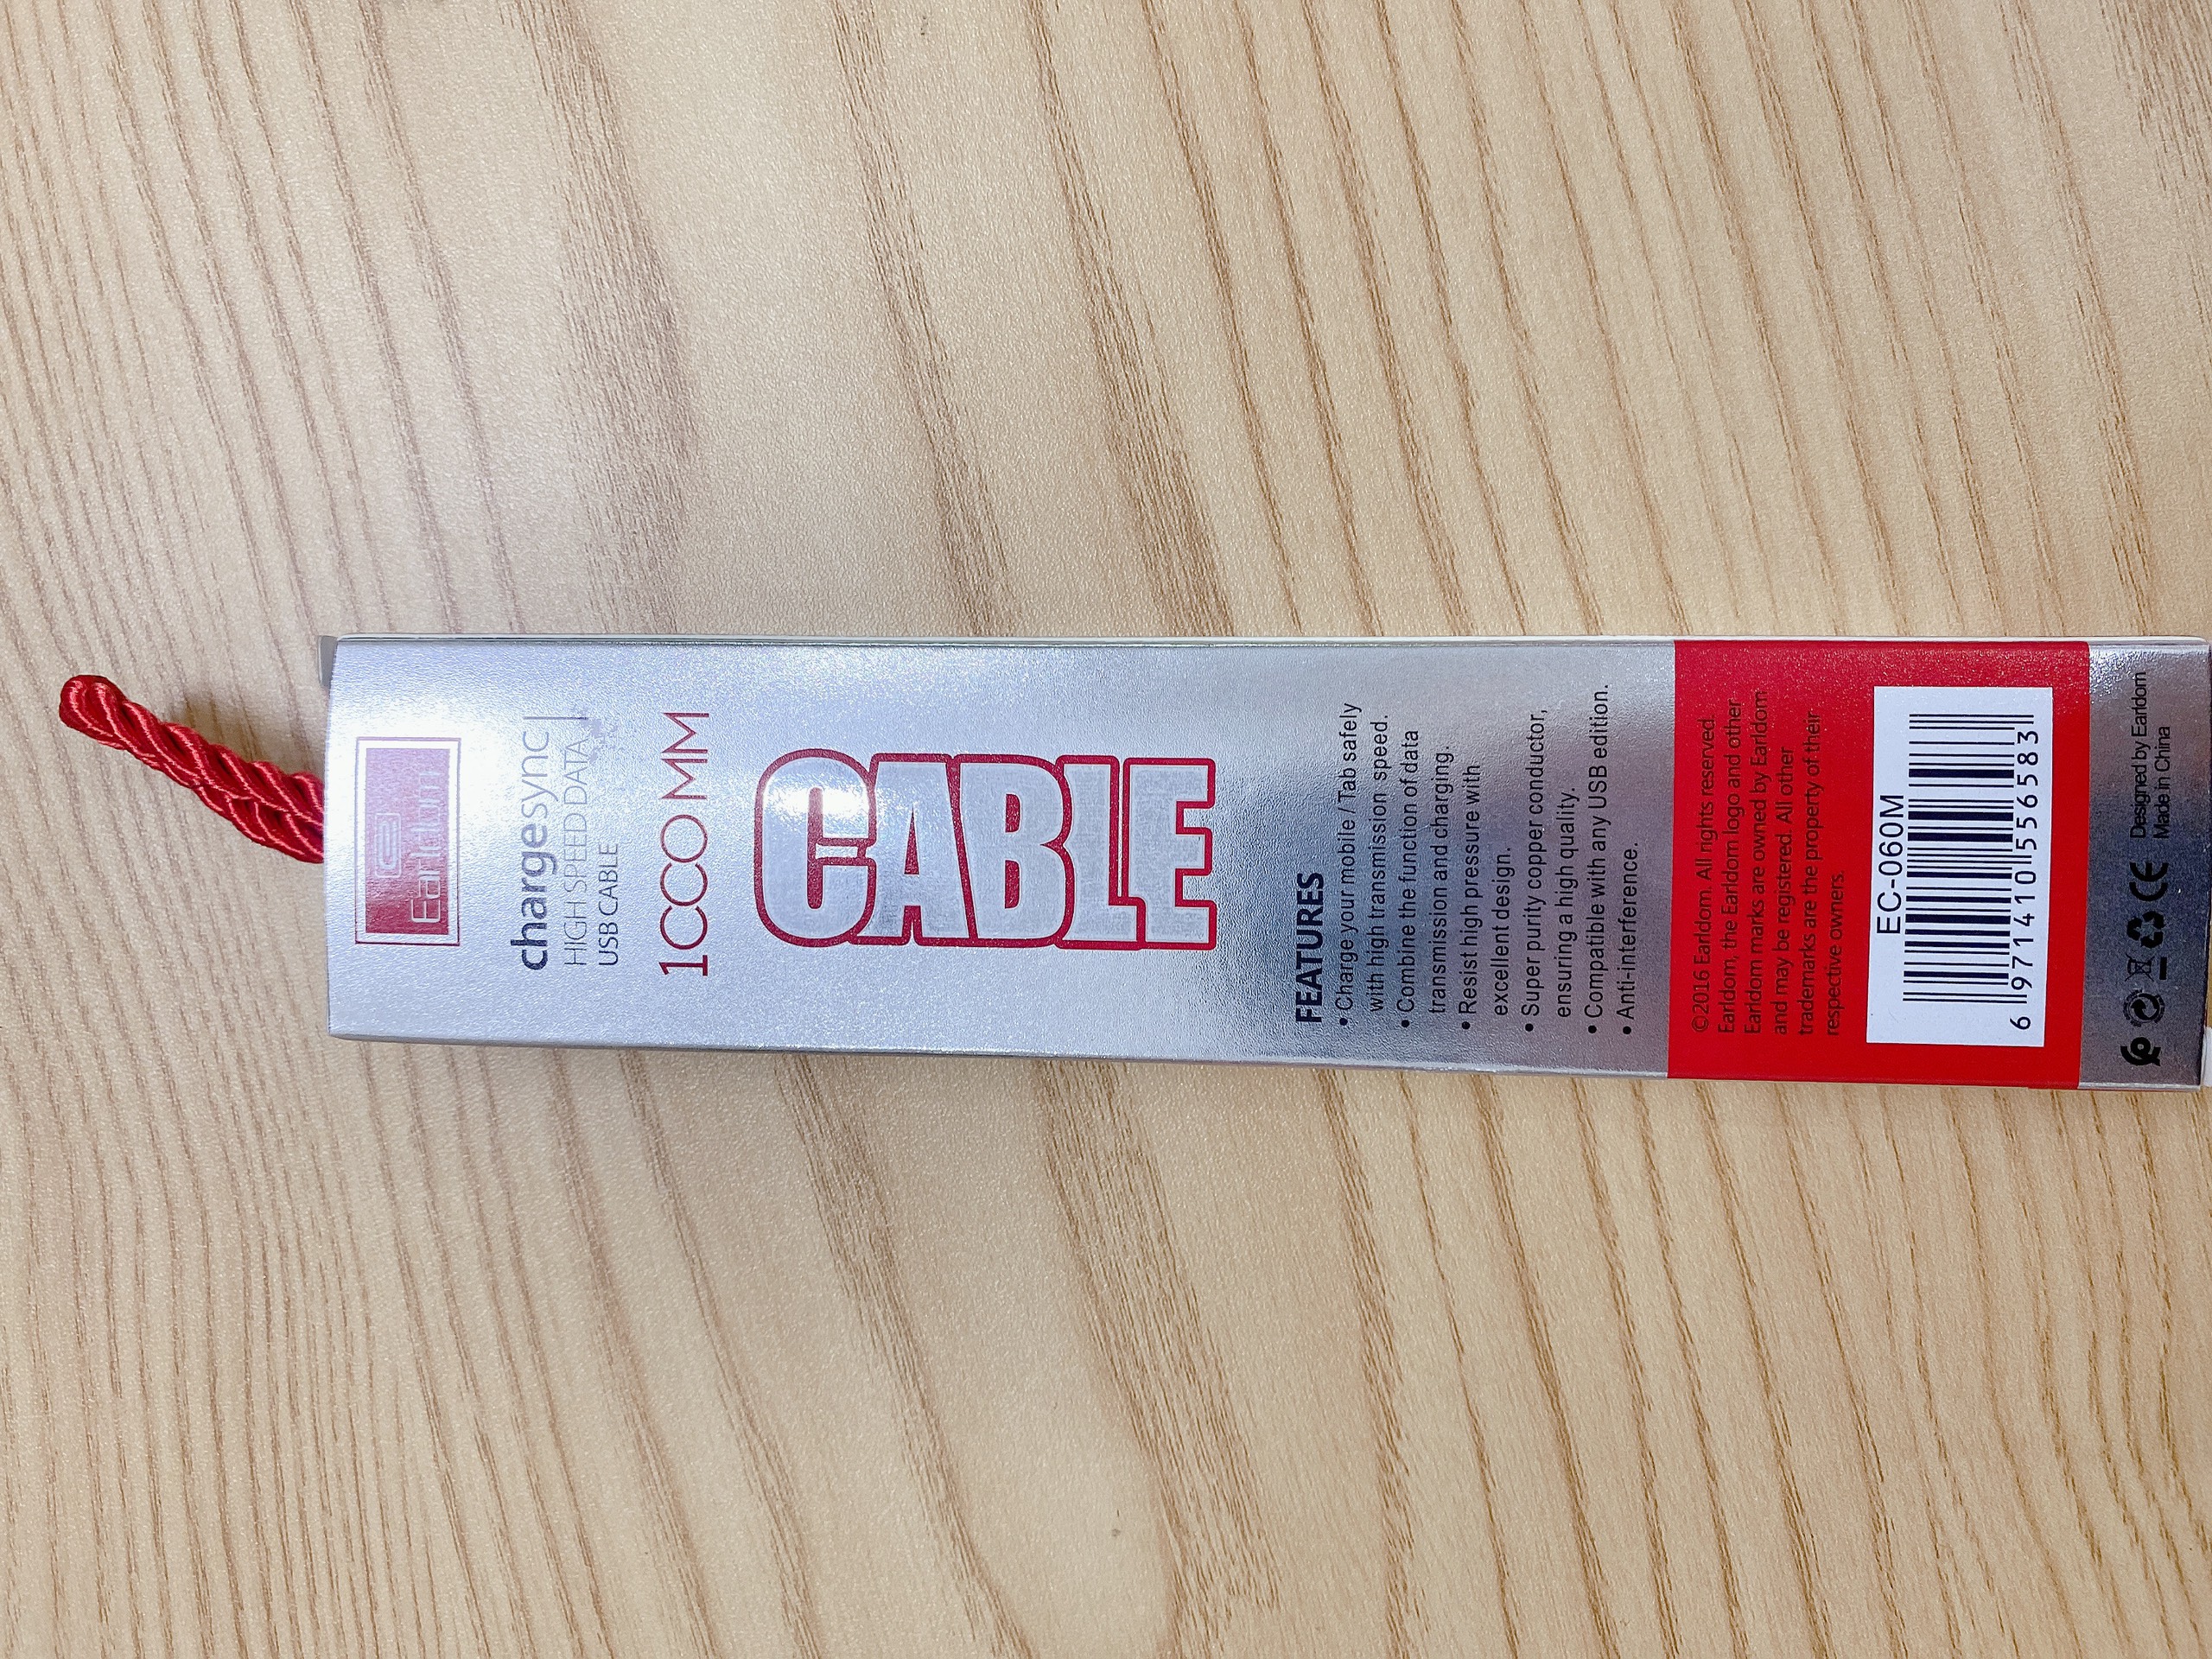 Earldom
chargesync
HIGH SPEED DATA
USB CABLE
1000MM
CABLE
FEATURES
• Charge your mobile / Tab safely
with high transmission speed.
• Combine the function of data
transmission and charging.
• Resist high pressure with
excellent design.
• Super purity copper conductor,
ensuring a high quality.
• Compatible with any USB edition.
• Anti-interference.
©2016 Earldom. All rights reserved.
Earldom, the Earldom logo and other
Earldom marks are owned by Earldom
and may be registered. All other
trademarks are the property of their
respective owners.
EC-060M
6 971410 556583
Designed by Earldom
Made in China
CE